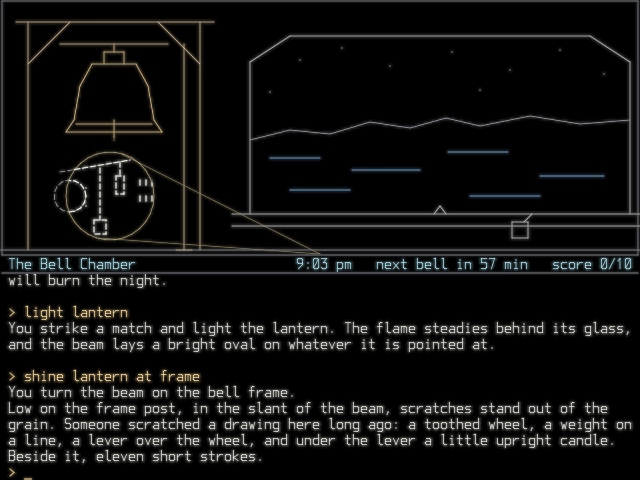 The Bell Chamber 9:03 pm next bell in 57 min score 0/10
will burn the night.
> light lantern
You strike a match and light the lantern. The flame steadies behind its glass,
and the beam lays a bright oval on whatever it is pointed at.
> shine lantern at frame
You turn the beam on the bell frame.
Low on the frame post, in the slant of the beam, scratches stand out of the
grain. Someone scratched a drawing here long ago: a toothed wheel, a weight on
a line, a lever over the wheel, and under the lever a little upright candle.
Beside it, eleven short strokes.
> _